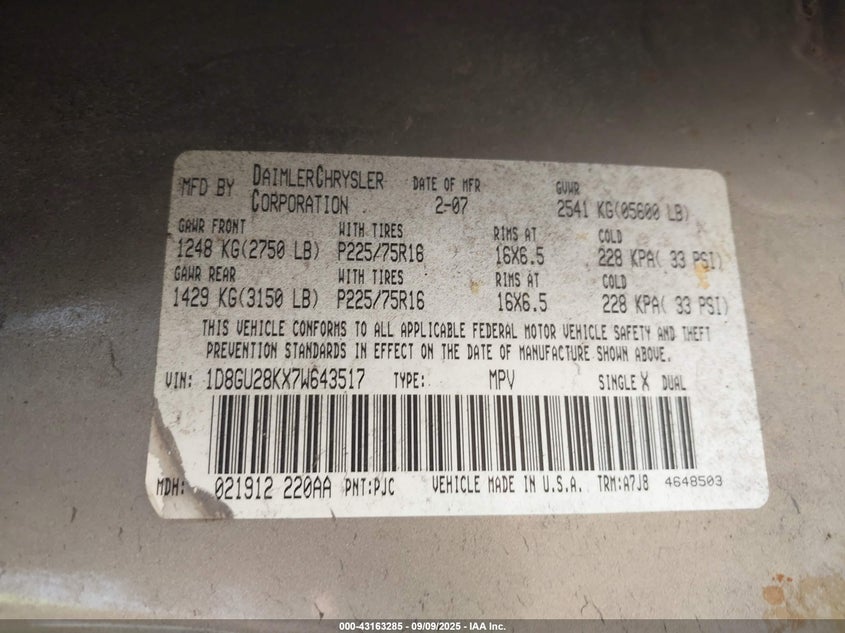 MFD BY DAIMLERCHRYSLER CORPORATION DATE OF MFR 2-07 GVWR 2541 KG(05600 LB)
GAWR FRONT WITH TIRES RIMS AT COLD
1248 KG(2750 LB) P225/75R16 16X6.5 228 KPA( 33 PSI)
GAWR REAR WITH TIRES RIMS AT COLD
1429 KG(3150 LB) P225/75R16 16X6.5 228 KPA( 33 PSI)
THIS VEHICLE CONFORMS TO ALL APPLICABLE FEDERAL MOTOR VEHICLE SAFETY AND THEFT
PREVENTION STANDARDS IN EFFECT ON THE DATE OF MANUFACTURE SHOWN ABOVE.
VIN: 1D8GU28KX7W643517 TYPE: MPV SINGLE X DUAL
MDH: 021912 220AA PNT:PJC VEHICLE MADE IN U.S.A. TRM:A7J8 4648503
000-43163285 - 09/09/2025 - IAA Inc.